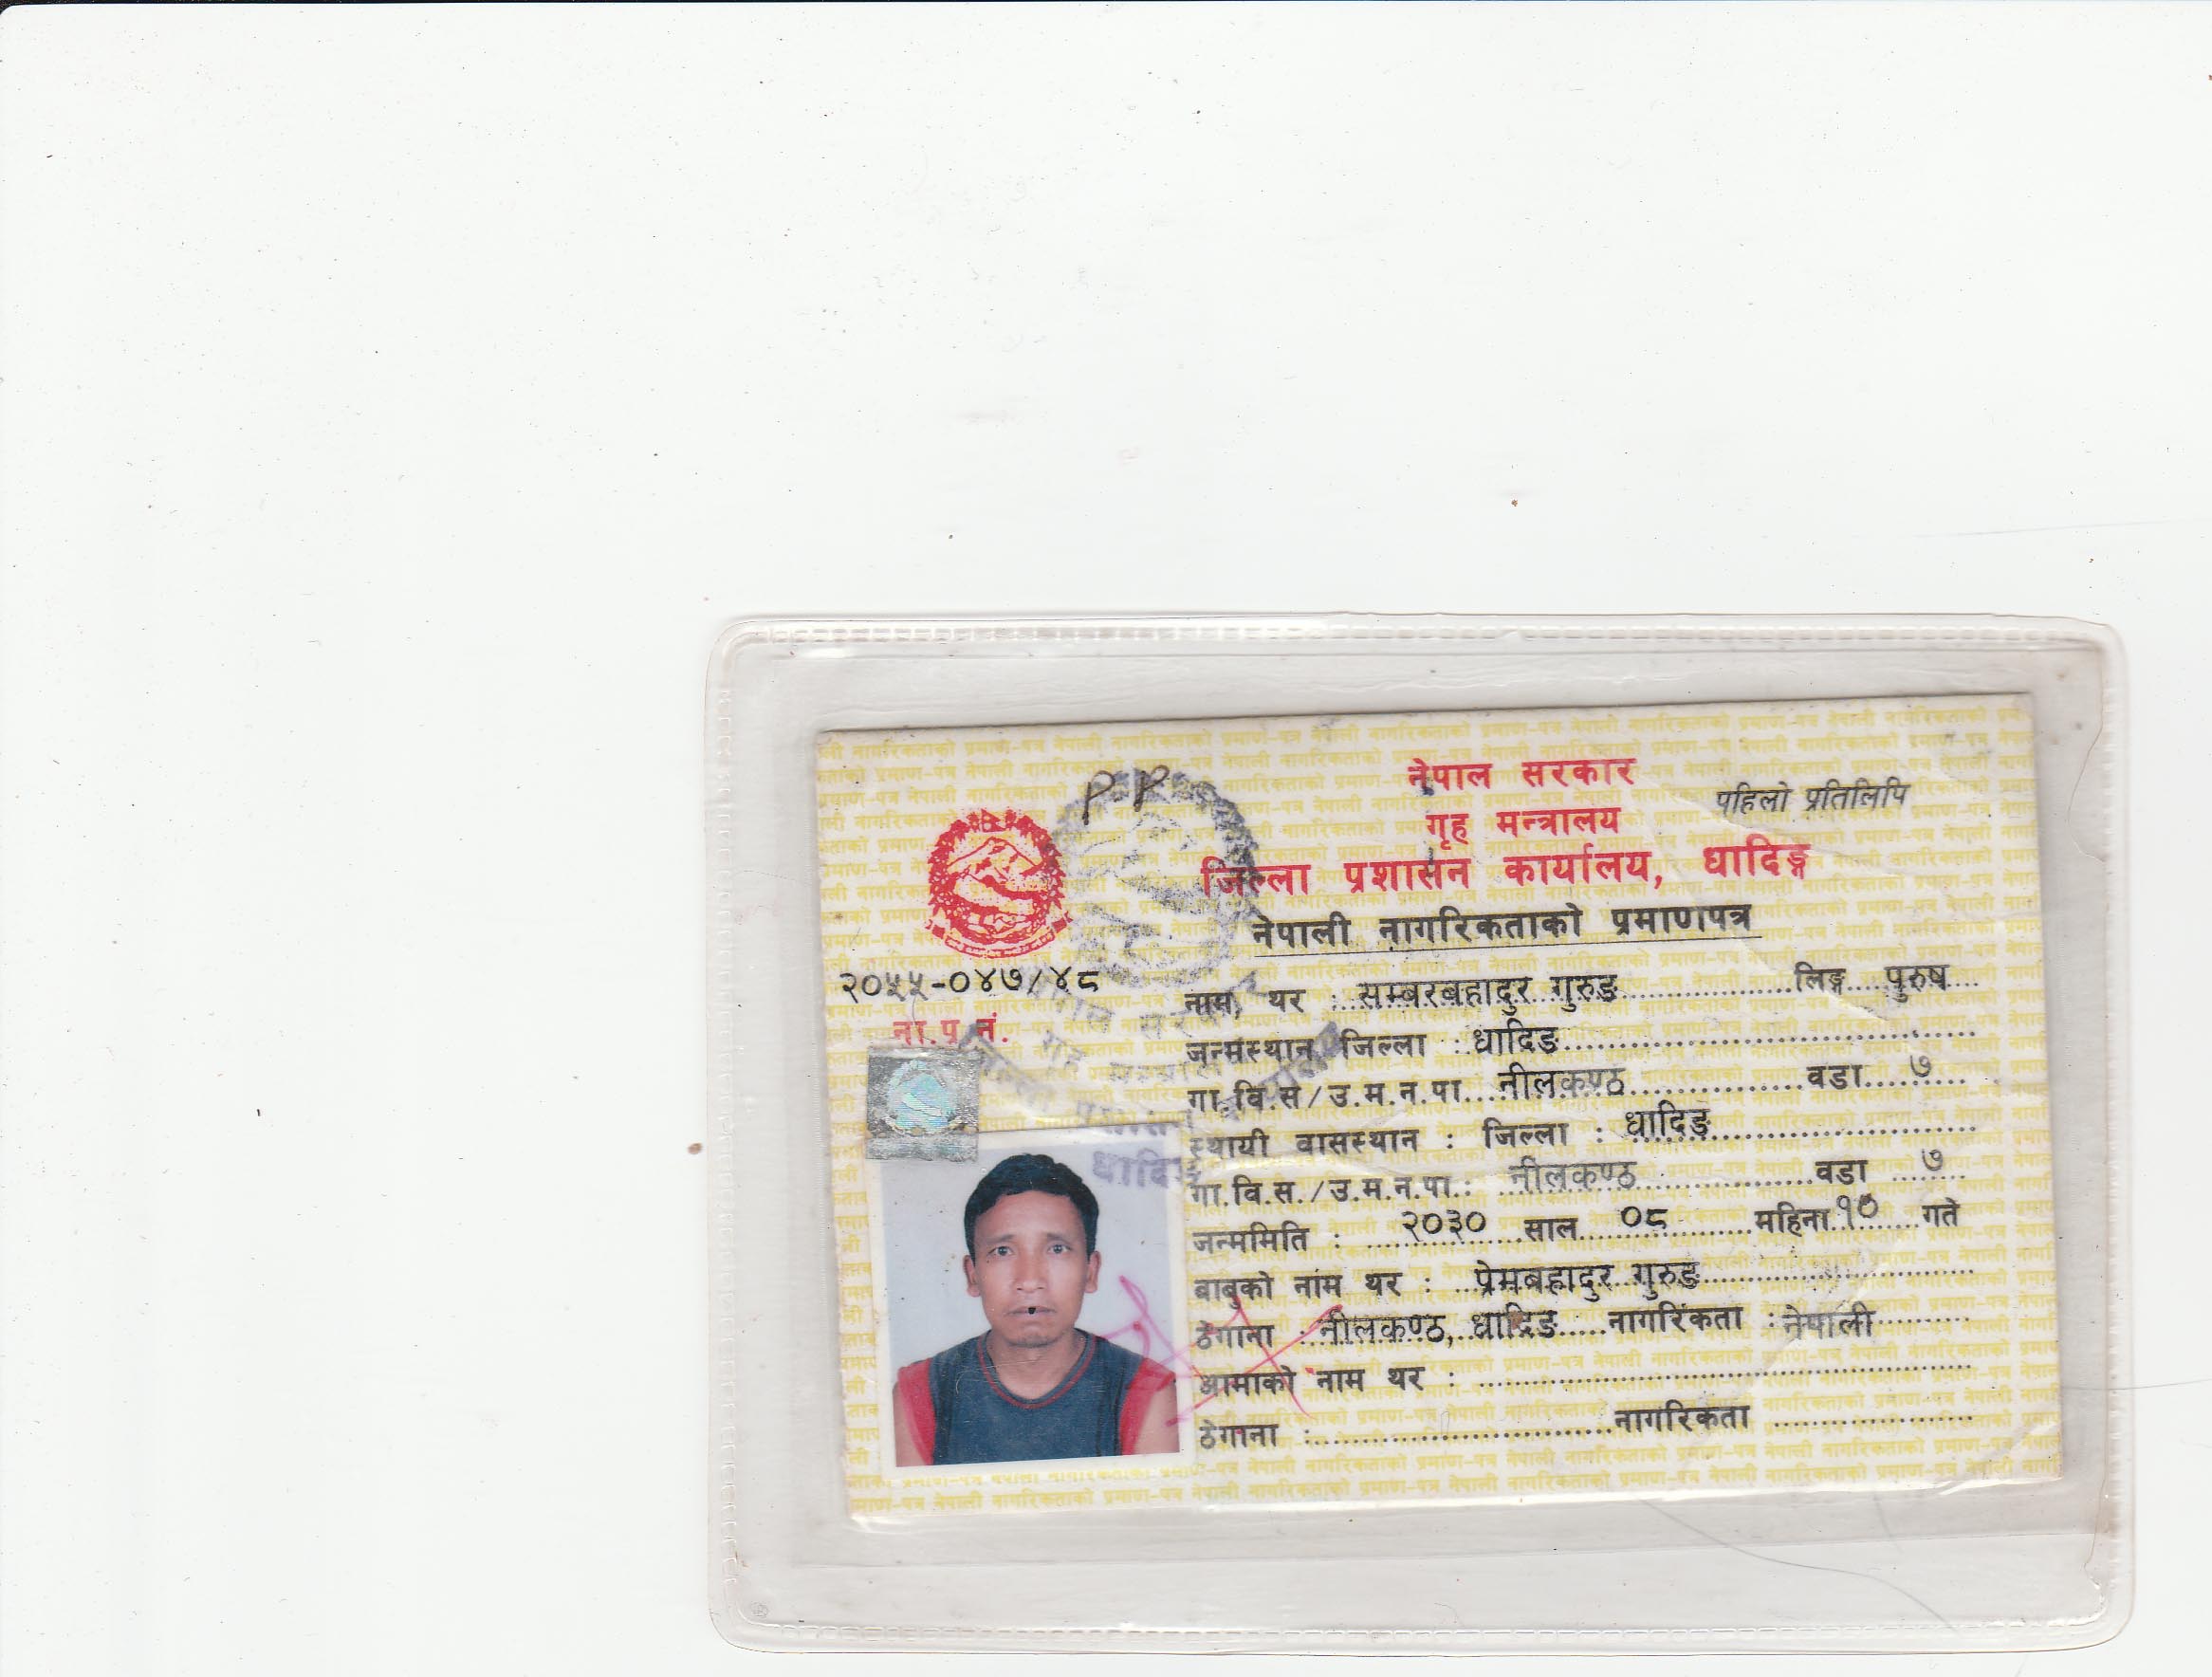 P.P
नेपाल सरकार
पहिलो प्रतिलिपि
गृह मन्त्रालय
जिल्ला प्रशासन कार्यालय, धादिङ्ग
नेपाली नागरिकताको प्रमाणपत्र
२०५५-०४७/४८
ना.प्र.नं.
नाम, थर : सम्बरबहादुर गुरुङ लिङ्ग पुरुष
जन्मस्थान जिल्ला : धादिङ
गा.वि.स/उ.म.न.पा. नीलकण्ठ वडा ७
स्थायी वासस्थान : जिल्ला : धादिङ
गा.वि.स./उ.म.न.पा.: नीलकण्ठ वडा ७
जन्ममिति : २०३० साल ०८ महिना १० गते
बाबुको नाम थर : प्रेमबहादुर गुरुङ
ठेगाना : नीलकण्ठ, धादिङ नागरिकता : नेपाली
आमाको नाम थर :
ठेगाना : नागरिकता